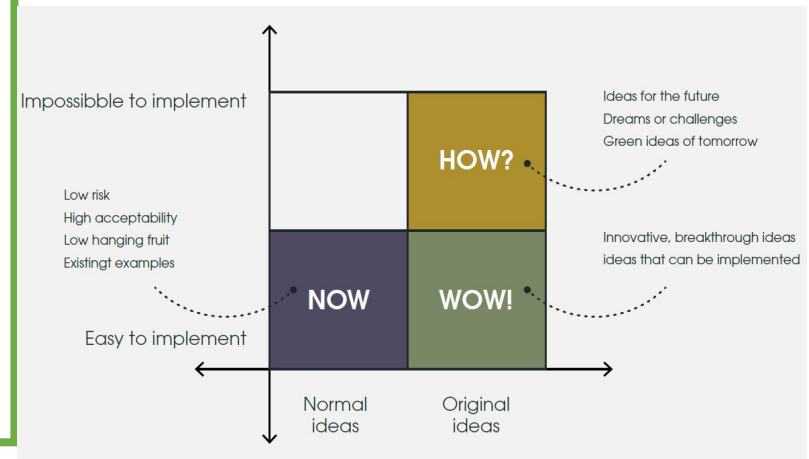 Impossibble to implement
HOW?
Ideas for the future
Dreams or challenges
Green ideas of tomorrow
Low risk
High acceptability
Low hanging fruit
Existingt examples
NOW
WOW!
Innovative, breakthrough ideas
ideas that can be implemented
Easy to implement
Normal
ideas
Original
ideas